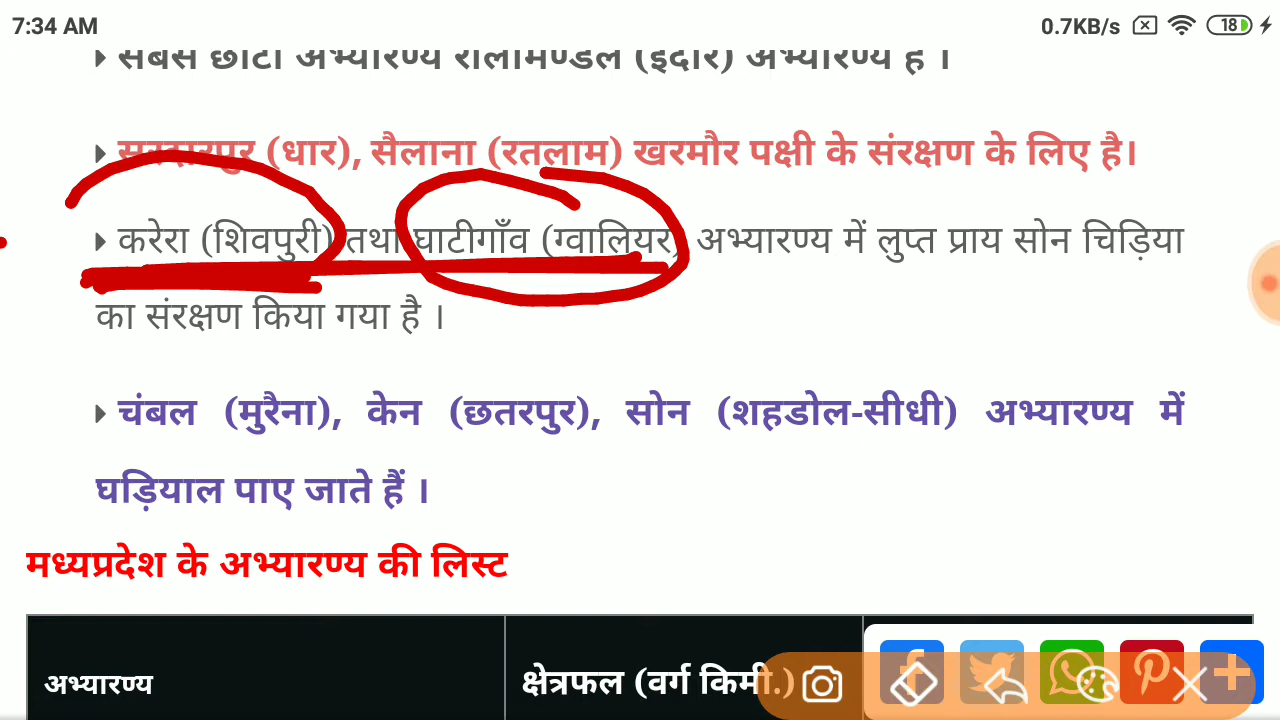 7:34 AM 0.7KB/s 18
सबसे छोटा अभ्यारण्य रालामण्डल (इंदौर) अभ्यारण्य है ।
सरदारपुर (धार), सैलाना (रतलाम) खरमौर पक्षी के संरक्षण के लिए है।
करेरा (शिवपुरी) तथा घाटीगाँव (ग्वालियर) अभ्यारण्य में लुप्त प्राय सोन चिड़िया
का संरक्षण किया गया है ।
चंबल (मुरैना), केन (छतरपुर), सोन (शहडोल-सीधी) अभ्यारण्य में
घड़ियाल पाए जाते हैं ।
मध्यप्रदेश के अभ्यारण्य की लिस्ट
अभ्यारण्य क्षेत्रफल (वर्ग किमी.)